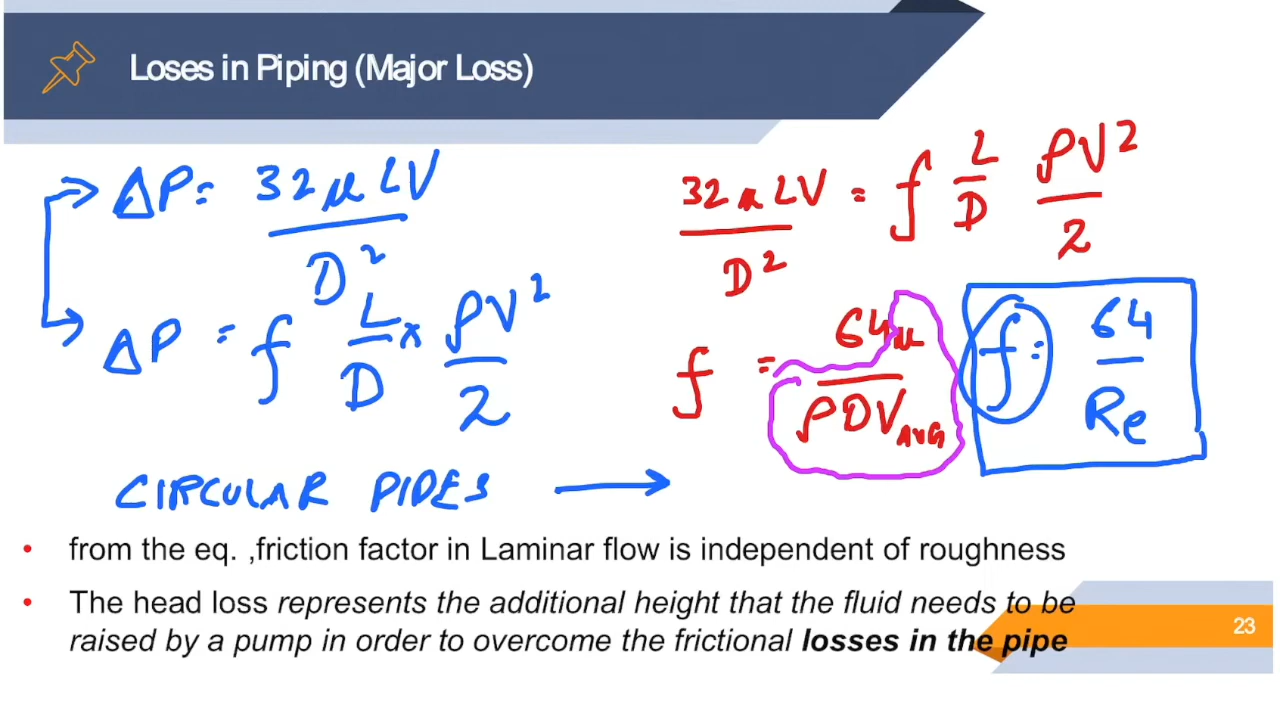 Loses in Piping (Major Loss)
ΔP = 32μLV / D²
ΔP = f L/D × ρV²/2
32μLV / D² = f L/D ρV²/2
f = 64μ / ρDV AVG
f = 64 / Re
CIRCULAR PIPES →
• from the eq. ,friction factor in Laminar flow is independent of roughness
• The head loss represents the additional height that the fluid needs to be
raised by a pump in order to overcome the frictional losses in the pipe
23